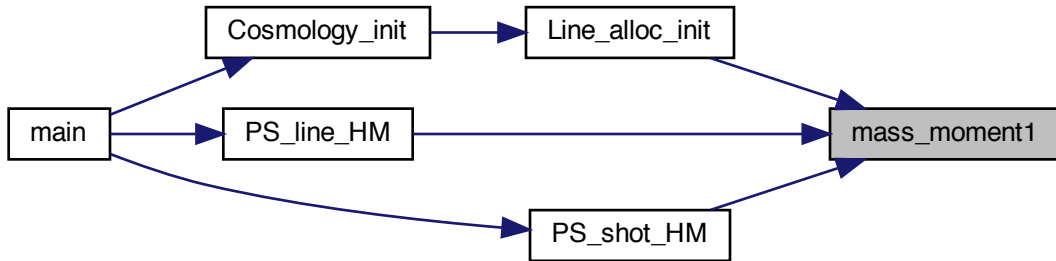 Cosmology_init
Line_alloc_init
main
PS_line_HM
mass_moment1
PS_shot_HM